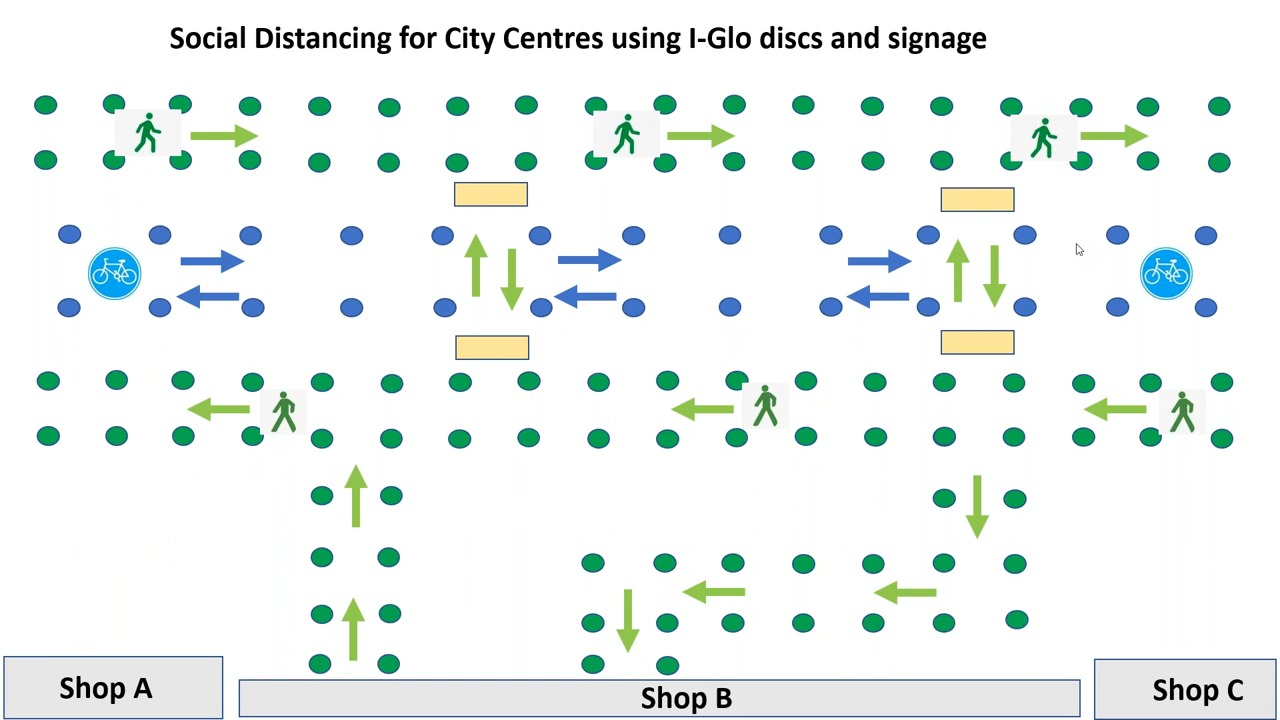 Social Distancing for City Centres using I-Glo discs and signage
Shop A
Shop B
Shop C